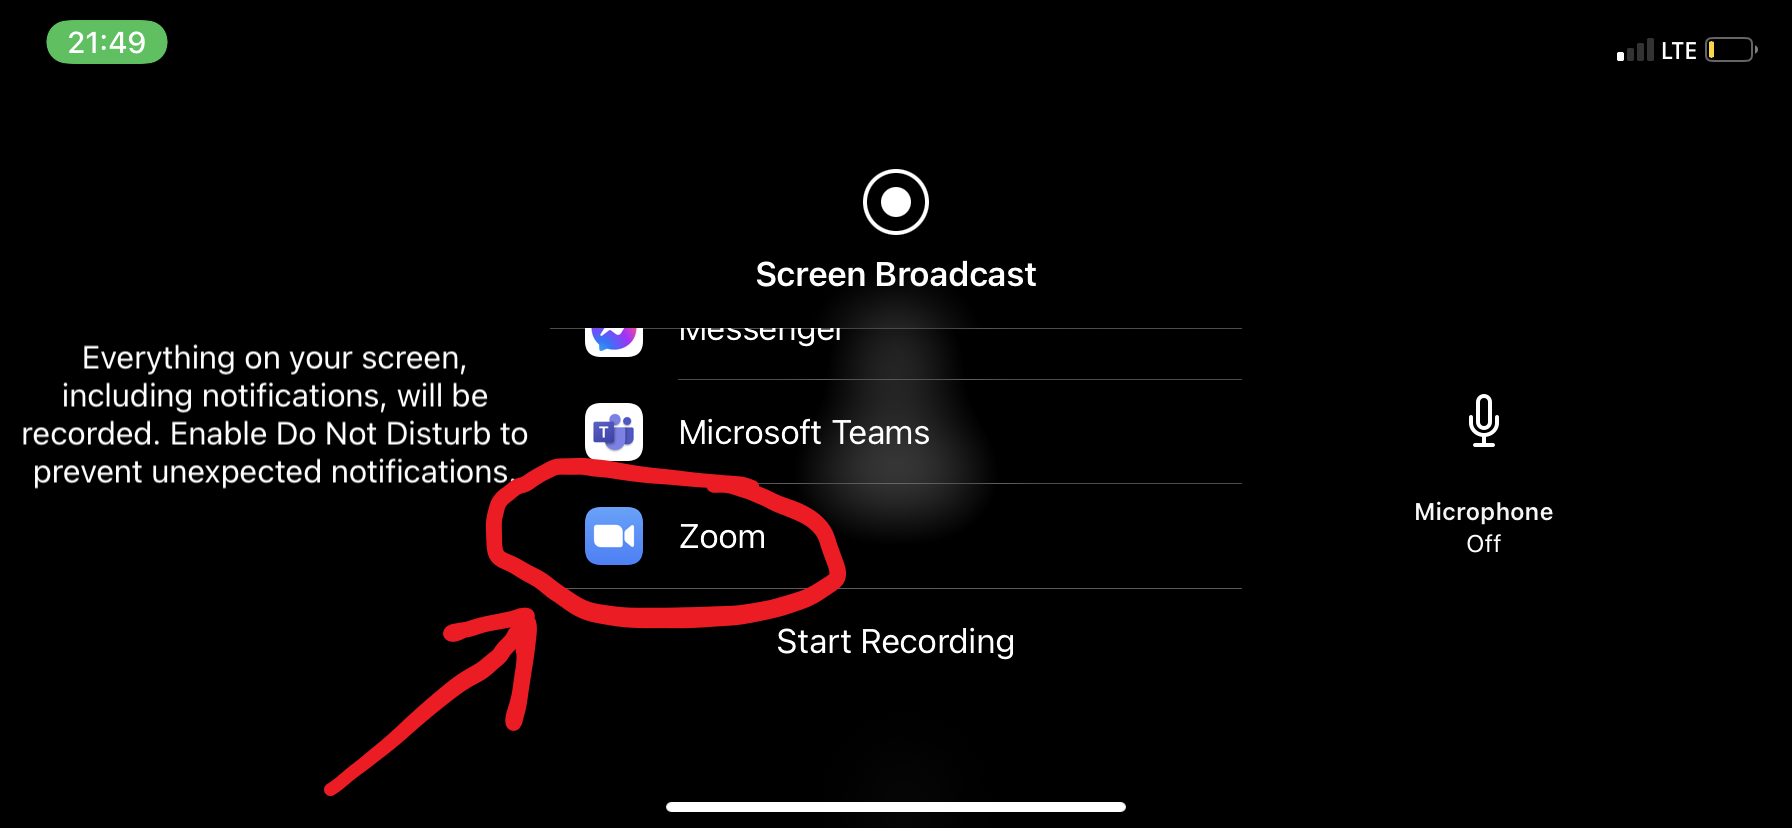 21:49
LTE
Screen Broadcast
Everything on your screen,
including notifications, will be
recorded. Enable Do Not Disturb to
prevent unexpected notifications.
Messenger
Microsoft Teams
Zoom
Start Recording
Microphone
Off